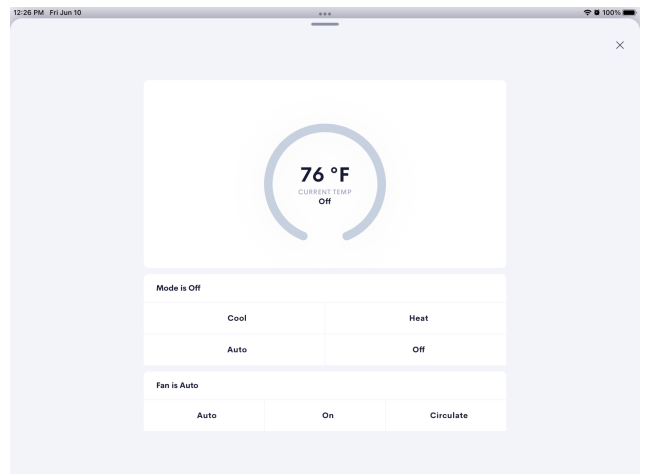 12:26 PM Fri Jun 10 100%
76 °F
CURRENT TEMP
Off
Mode is Off
Cool Heat
Auto Off
Fan is Auto
Auto On Circulate